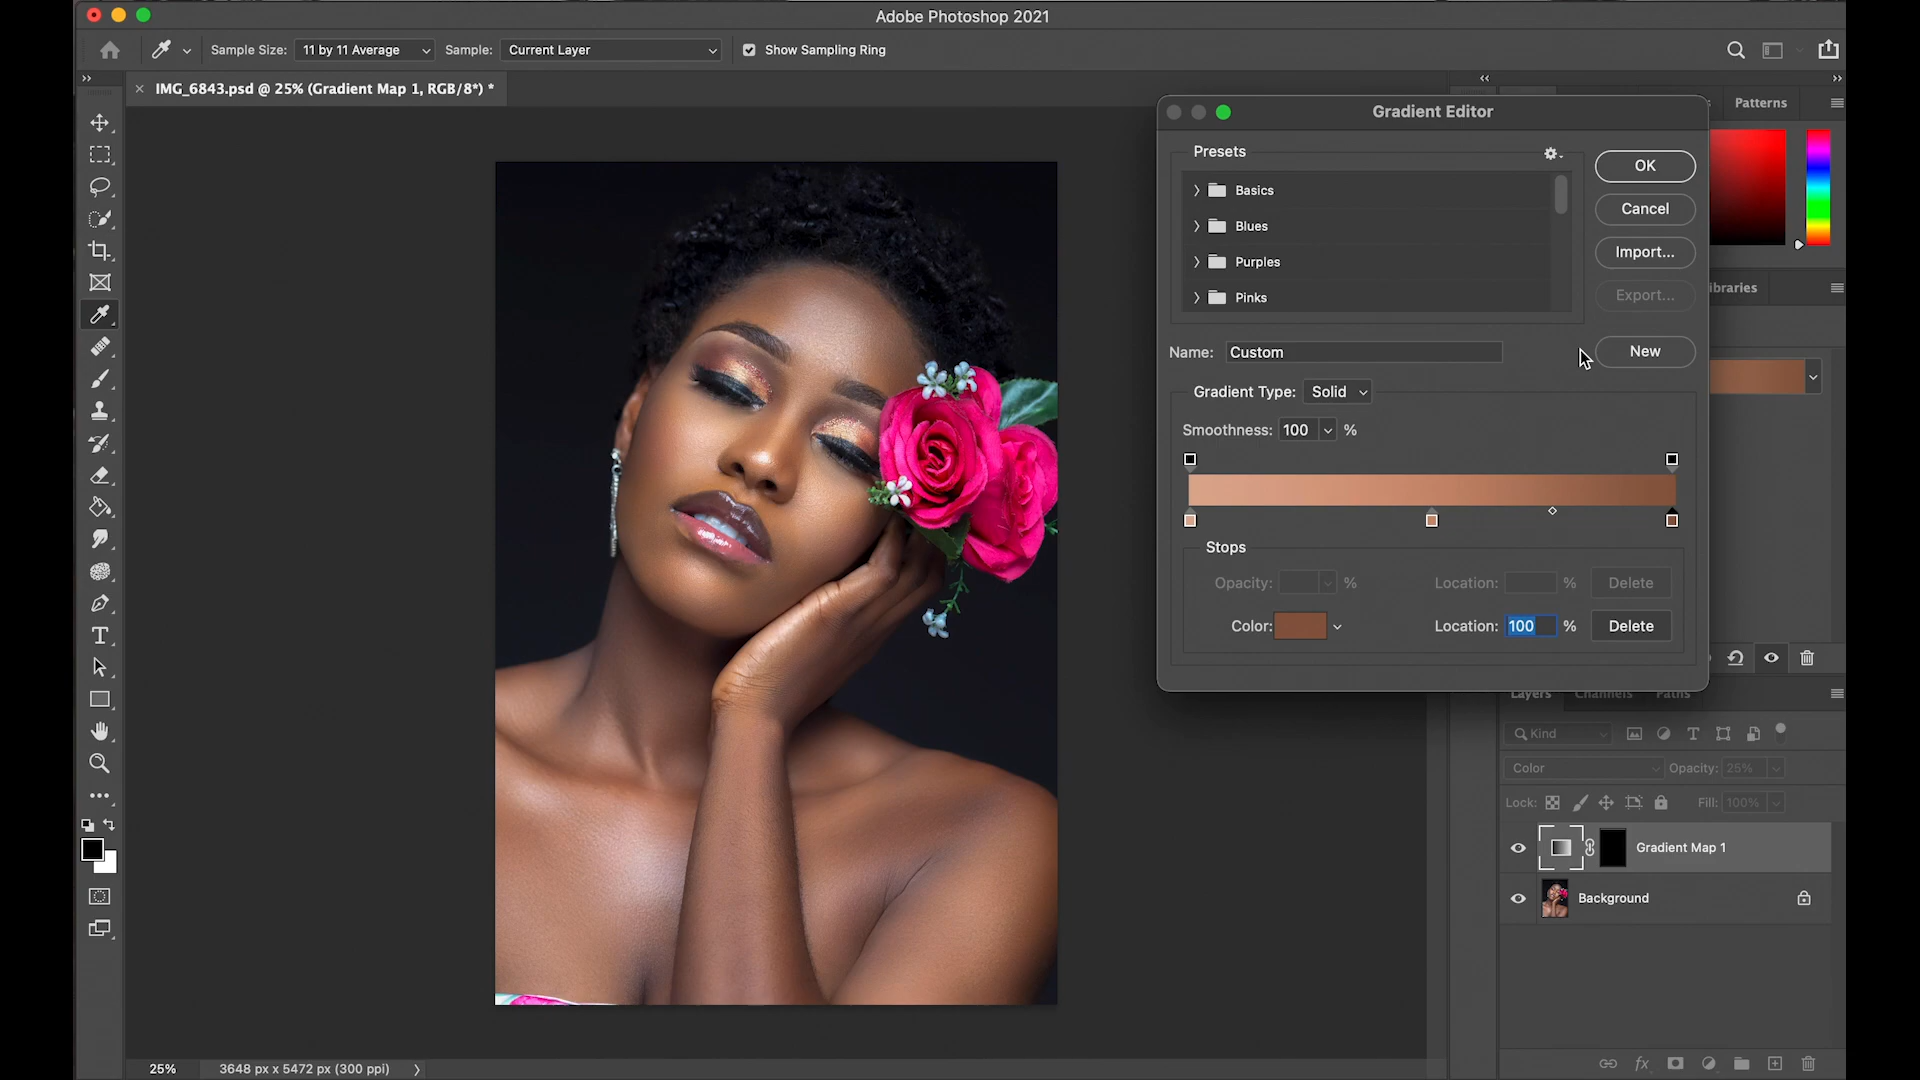 Adobe Photoshop 2021
Sample Size: 11 by 11 Average Sample: Current Layer Show Sampling Ring
IMG_6843.psd @ 25% (Gradient Map 1, RGB/8*) *
Gradient Editor
Patterns
Presets
OK
Basics
Cancel
Blues
Import...
Purples
Export...
ibraries
Pinks
Name: Custom
New
Gradient Type: Solid
Smoothness: 100 %
Stops
Opacity: % Location: % Delete
Color: Location: 100 % Delete
Layers Channels Paths
Kind
Color Opacity: 25%
Lock: Fill: 100%
Gradient Map 1
Background
25% 3648 px x 5472 px (300 ppi)